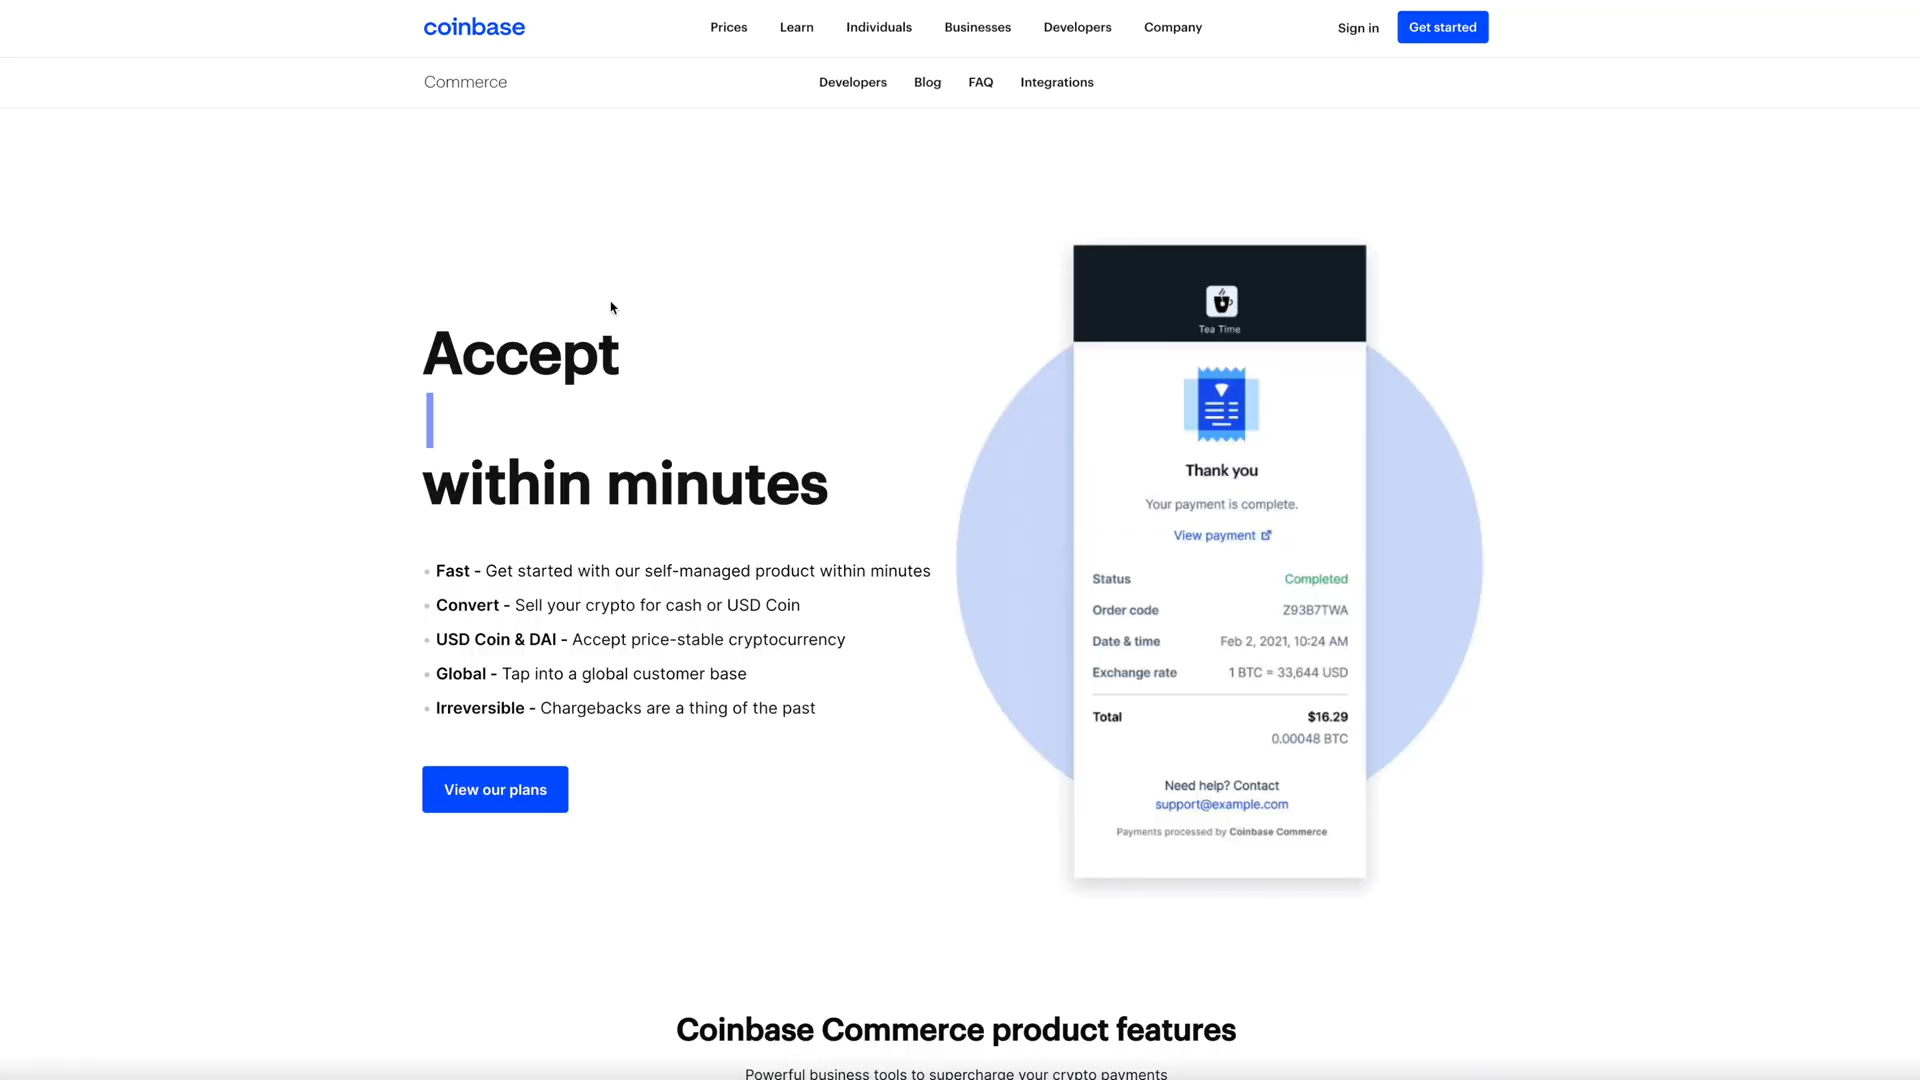 coinbase
Prices Learn Individuals Businesses Developers Company
Sign in
Get started
Commerce
Developers Blog FAQ Integrations
Accept
within minutes
Fast - Get started with our self-managed product within minutes
Convert - Sell your crypto for cash or USD Coin
USD Coin & DAI - Accept price-stable cryptocurrency
Global - Tap into a global customer base
Irreversible - Chargebacks are a thing of the past
View our plans
Tea Time
Thank you
Your payment is complete.
View payment
Status Completed
Order code Z93B7TWA
Date & time Feb 2, 2021, 10:24 AM
Exchange rate 1 BTC = 33,644 USD
Total $16.29
0.00048 BTC
Need help? Contact
support@example.com
Payments processed by Coinbase Commerce
Coinbase Commerce product features
Powerful business tools to supercharge your crypto payments